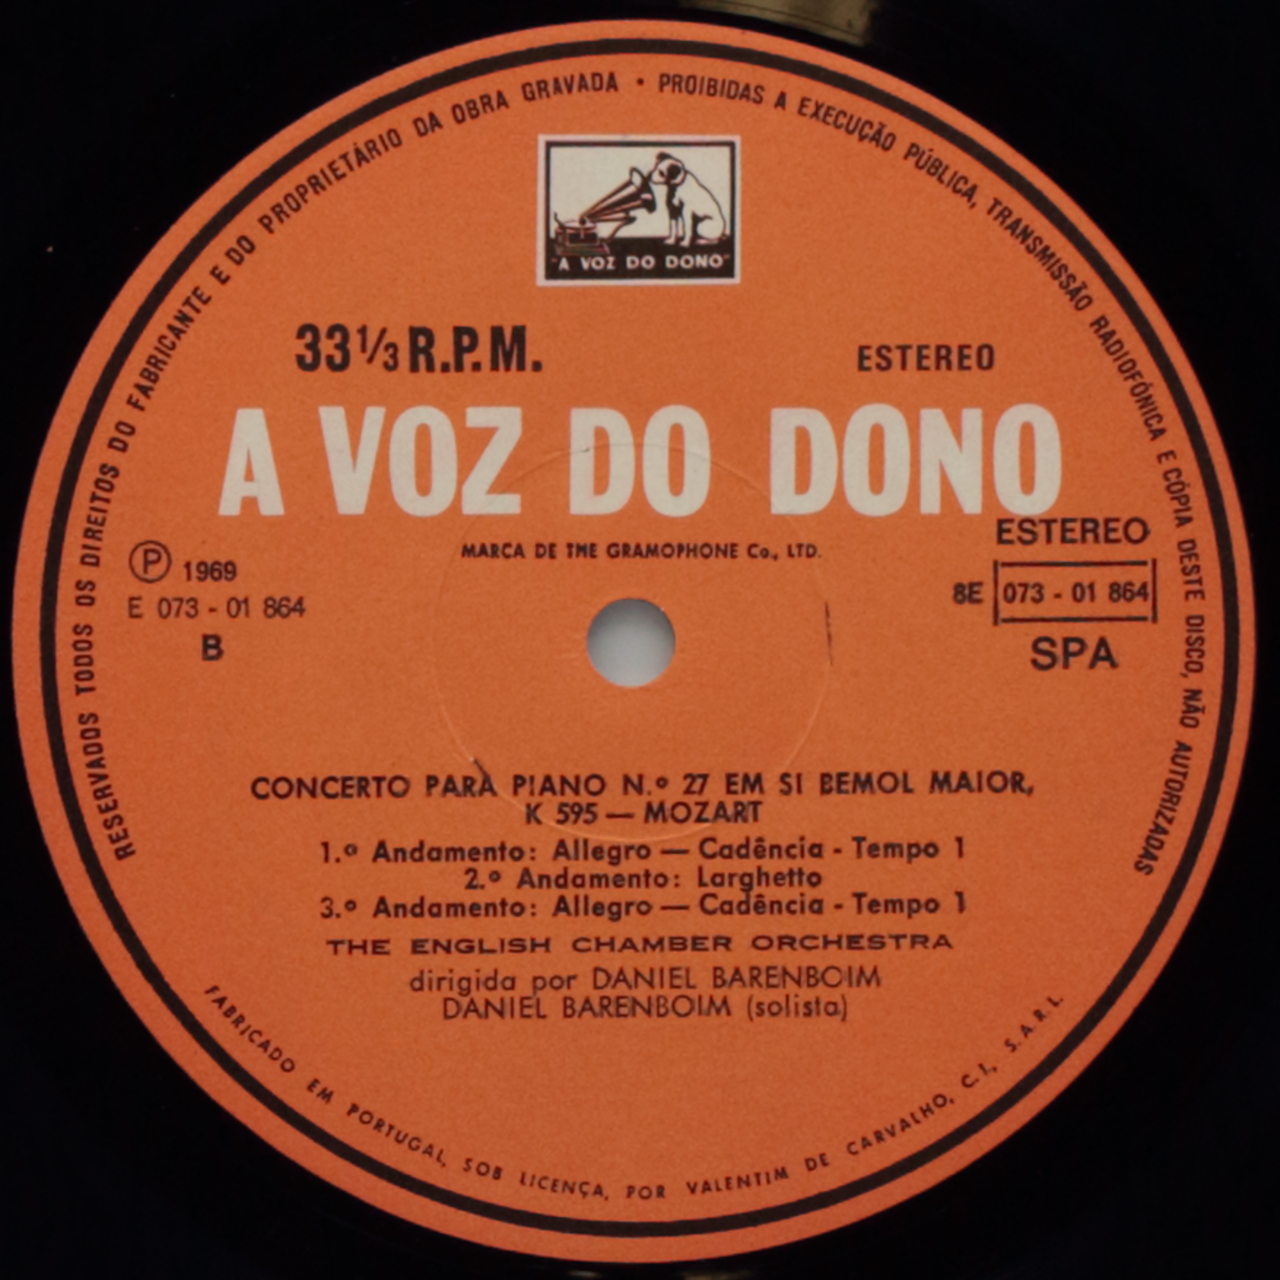 RESERVADOS TODOS OS DIREITOS DO FABRICANTE E DO PROPRIETÁRIO DA OBRA GRAVADA • PROIBIDAS A EXECUÇÃO PÚBLICA, TRANSMISSÃO RADIOFÓNICA E CÓPIA DESTE DISCO, NÃO AUTORIZADAS
"A VOZ DO DONO"
33 1/3 R.P.M.
ESTEREO
A VOZ DO DONO
MARCA DE THE GRAMOPHONE Co., LTD.
Ⓟ 1969
E 073 - 01 864
B
ESTEREO
8E 073 - 01 864
SPA
CONCERTO PARA PIANO N.º 27 EM SI BEMOL MAIOR,
K 595 — MOZART
1.º Andamento: Allegro — Cadência - Tempo 1
2.º Andamento: Larghetto
3.º Andamento: Allegro — Cadência - Tempo 1
THE ENGLISH CHAMBER ORCHESTRA
dirigida por DANIEL BARENBOIM
DANIEL BARENBOIM (solista)
FABRICADO EM PORTUGAL, SOB LICENÇA, POR VALENTIM DE CARVALHO, C.I., S.A.R.L.